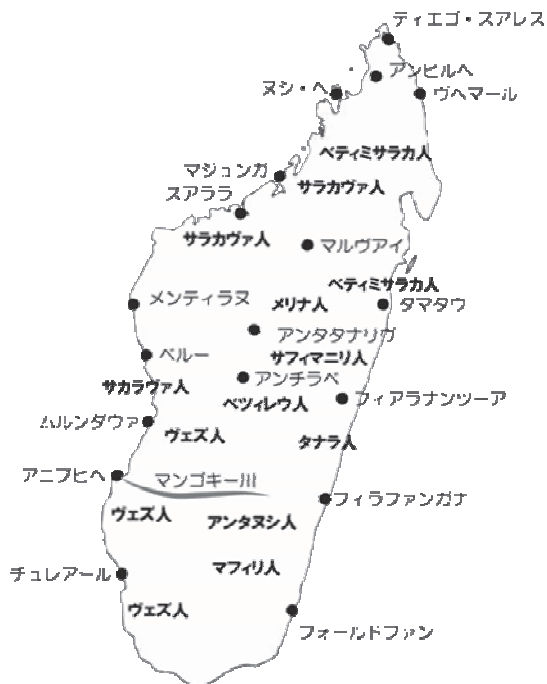 ティエゴ・スアレス
アンビルヘ
ヌシ・ヘ
ヴヘマール
ベティミサラカ人
マジュンガ
サラカヴァ人
スアララ
サラカヴァ人
マルヴァイ
ベティミサラカ人
メンティラヌ
メリナ人
タマタウ
アンタタナリヴ
ベルー
サフィマニリ人
アンチラベ
サカラヴァ人
ベツィレウ人
フィアラナンツーア
ムルンダウァ
ヴェズ人
タナラ人
アニフヒヘ
マンゴキー川
フィラファンガナ
ヴェズ人
アンタヌシ人
チュレアール
マフィリ人
ヴェズ人
フォールドファン